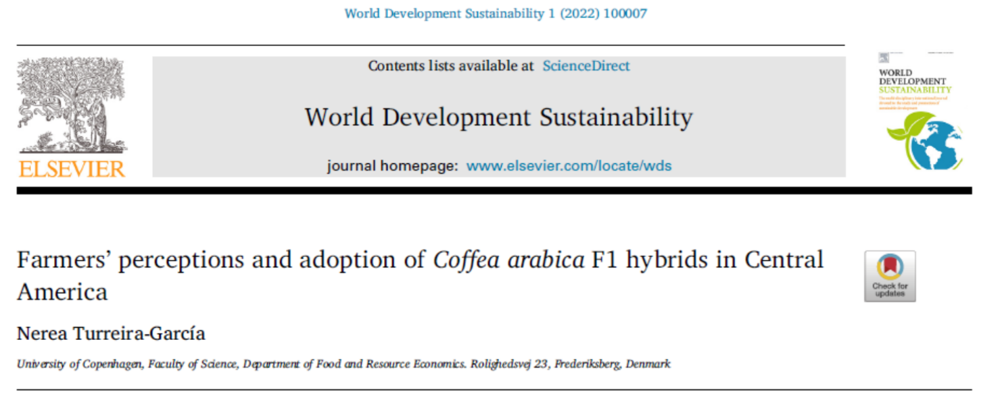 World Development Sustainability 1 (2022) 100007
Contents lists available at ScienceDirect
World Development Sustainability
journal homepage: www.elsevier.com/locate/wds
ELSEVIER
WORLD
DEVELOPMENT
SUSTAINABILITY
Farmers’ perceptions and adoption of Coffea arabica F1 hybrids in Central
America
Check for
updates
Nerea Turreira-García
University of Copenhagen, Faculty of Science, Department of Food and Resource Economics. Rolighedsvej 23, Frederiksberg, Denmark